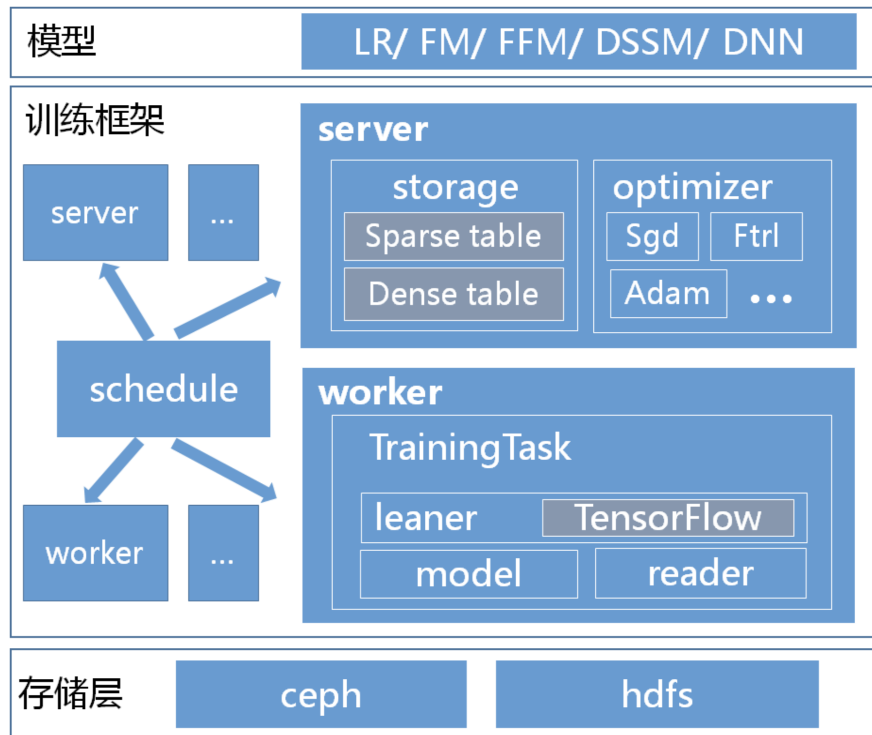 模型
LR/ FM/ FFM/ DSSM/ DNN
训练框架
server
...
schedule
worker
...
server
storage
Sparse table
Dense table
optimizer
Sgd
Ftrl
Adam
...
worker
TrainingTask
leaner
TensorFlow
model
reader
存储层
ceph
hdfs